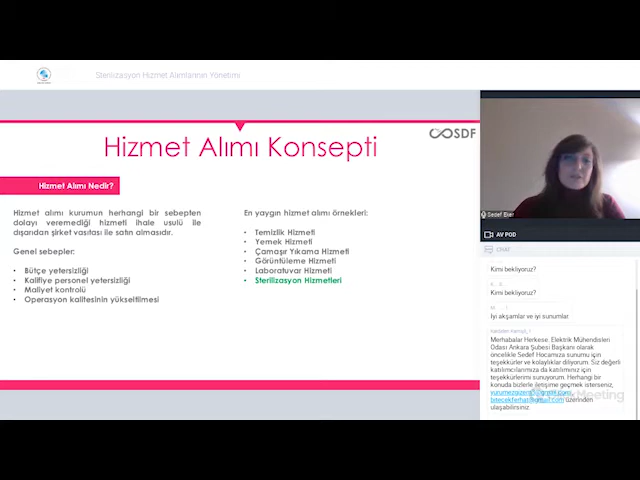 Sterilizasyon Hizmet Alımlarının Yönetimi
SDF
Hizmet Alımı Konsepti
Hizmet Alımı Nedir?
Hizmet alımı kurumun herhangi bir sebepten
dolayı veremediği hizmeti ihale usulü ile
dışarıdan şirket vasıtası ile satın almasıdır.
Genel sebepler:
• Bütçe yetersizliği
• Kalifiye personel yetersizliği
• Maliyet kontrolü
• Operasyon kalitesinin yükseltilmesi
En yaygın hizmet alımı örnekleri:
• Temizlik Hizmeti
• Yemek Hizmeti
• Çamaşır Yıkama Hizmeti
• Görüntüleme Hizmeti
• Laboratuvar Hizmeti
• Sterilizasyon Hizmetleri
Sedef
AV POD
CHAT
Kimi bekliyoruz?
Kimi bekliyoruz?
İyi akşamlar ve iyi sunumlar
Merhabalar Herkese, Elektrik Mühendisleri
Odası Ankara Şubesi Başkanı olarak
öncelikle Sedef Hocamıza sunumu için
teşekkürler ve kolaylıklar diliyorum. Siz değerli
katılımcılarımıza da katılımınız için
teşekkürlerimi sunuyorum. Herhangi bir
konuda bizlerle iletişime geçmek isterseniz,
üzerinden
ulaşabilirsiniz.
Meeting